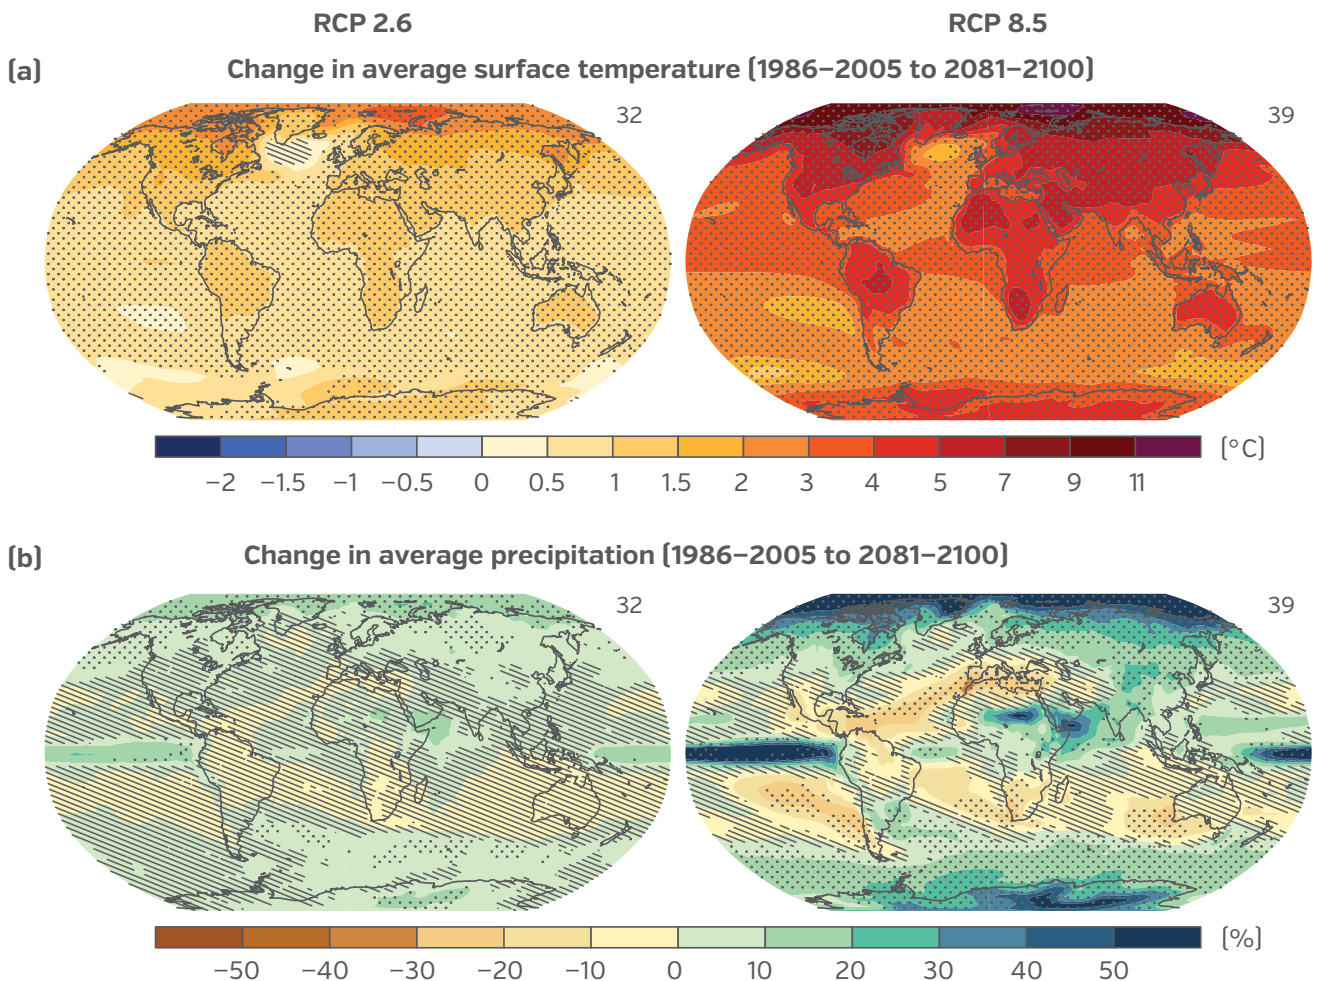 RCP 2.6 RCP 8.5
(a) Change in average surface temperature (1986–2005 to 2081–2100)
32 39
(°C)
−2 −1.5 −1 −0.5 0 0.5 1 1.5 2 3 4 5 7 9 11
(b) Change in average precipitation (1986–2005 to 2081–2100)
32 39
(%)
−50 −40 −30 −20 −10 0 10 20 30 40 50